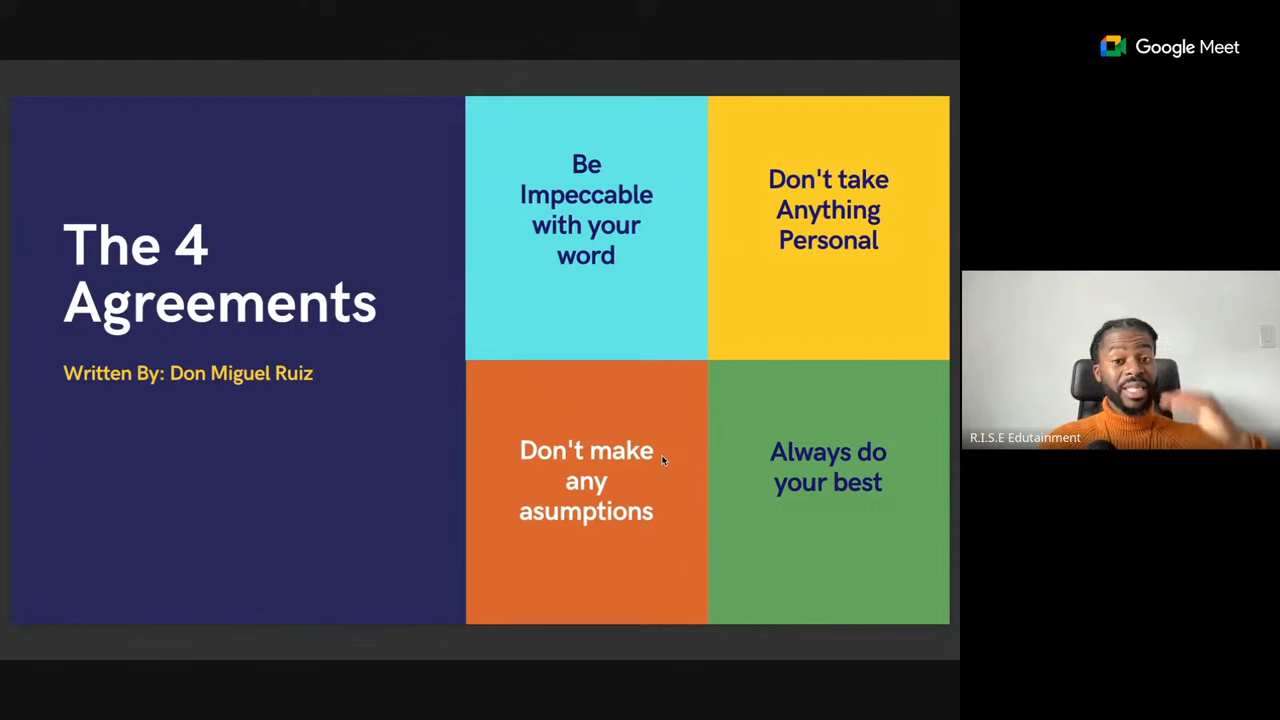 Google Meet
The 4
Agreements
Written By: Don Miguel Ruiz
Be
Impeccable
with your
word
Don't take
Anything
Personal
Don't make
any
asumptions
Always do
your best
R.I.S.E Edutainment